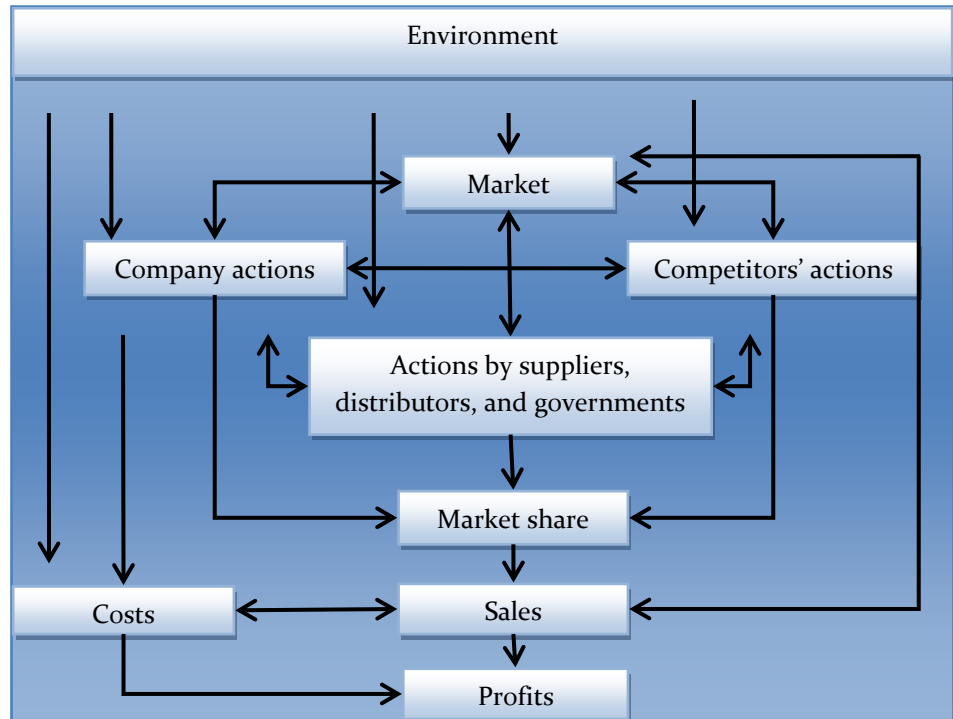 Environment
Market
Company actions
Competitors’ actions
Actions by suppliers,
distributors, and governments
Market share
Costs
Sales
Profits